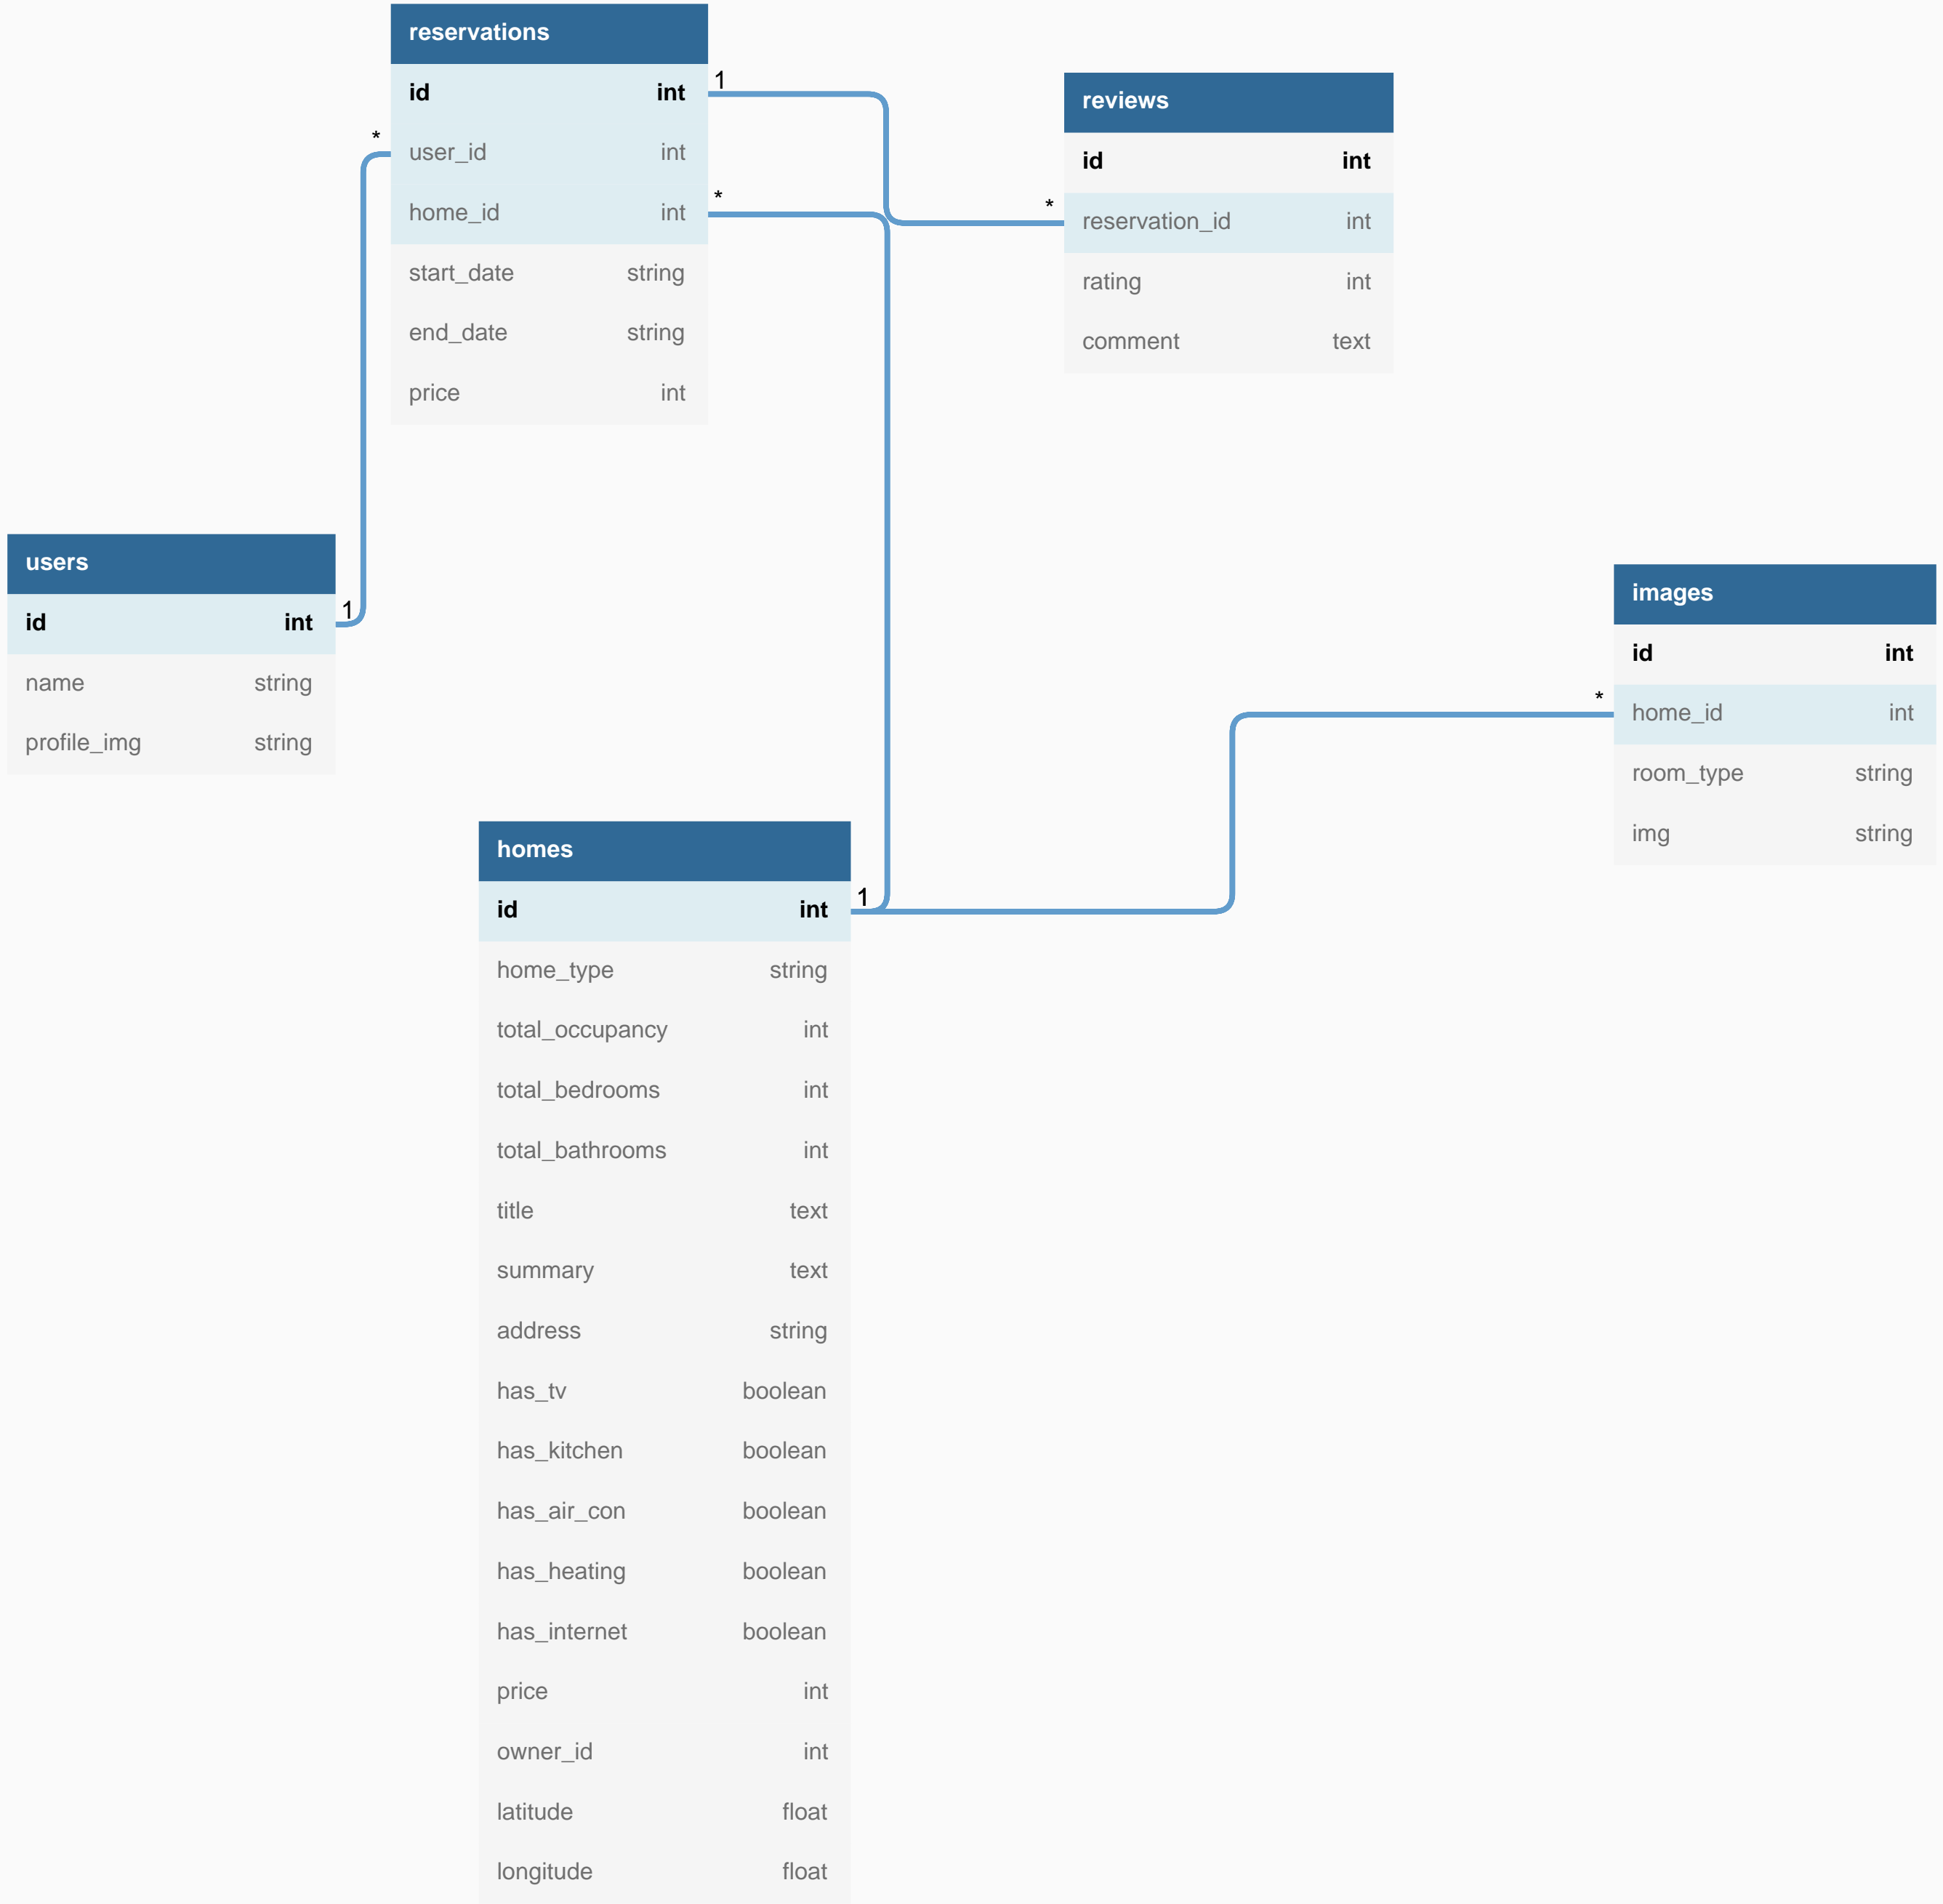 reservations
id int
user_id int
home_id int
start_date string
end_date string
price int
1
*
*
reviews
id int
reservation_id int
rating int
comment text
*
users
id int
name string
profile_img string
1
images
id int
home_id int
room_type string
img string
*
homes
id int
home_type string
total_occupancy int
total_bedrooms int
total_bathrooms int
title text
summary text
address string
has_tv boolean
has_kitchen boolean
has_air_con boolean
has_heating boolean
has_internet boolean
price int
owner_id int
latitude float
longitude float
1